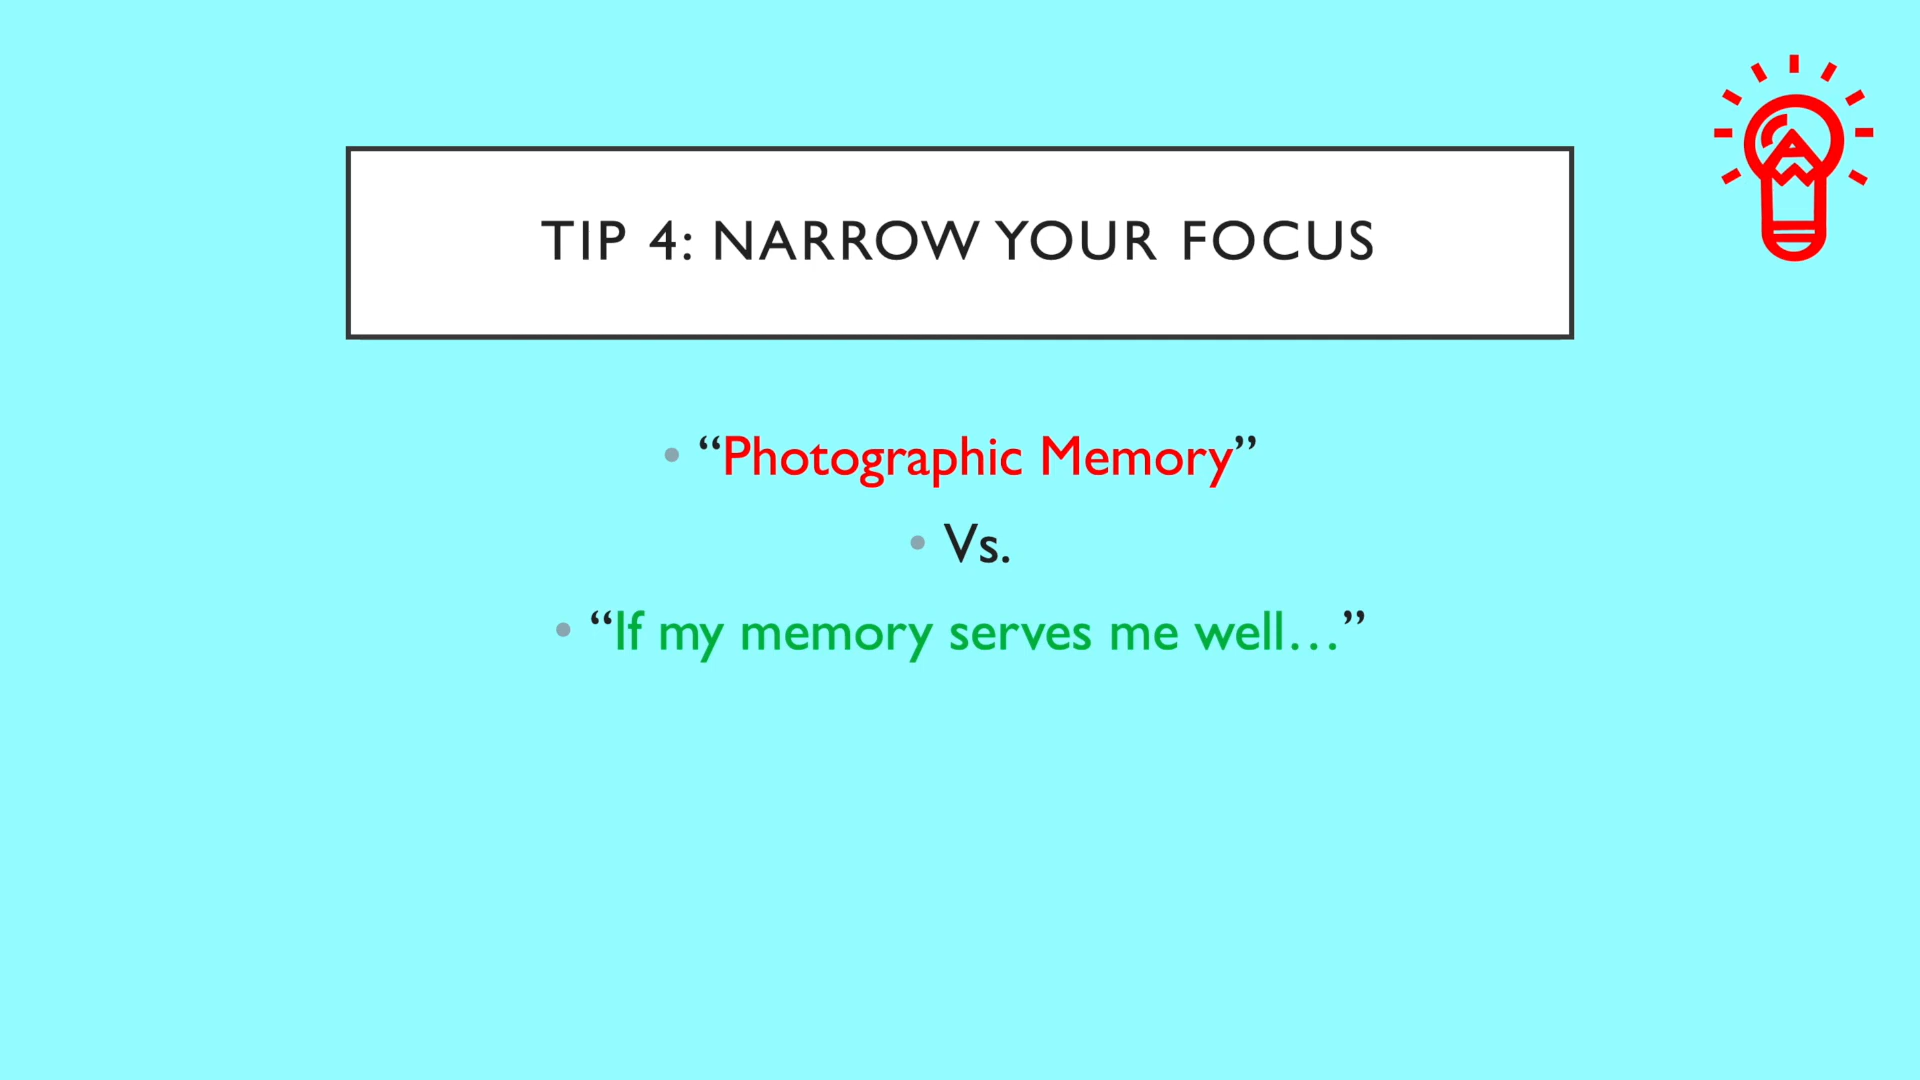 TIP 4: NARROW YOUR FOCUS
• “Photographic Memory”
• Vs.
• “If my memory serves me well…”